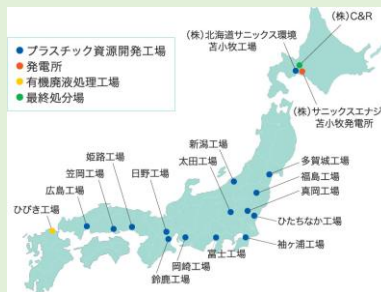 (株)C&R
(株)北海道サニックス環境
苫小牧工場
プラスチック資源開発工場
発電所
有機廃液処理工場
最終処分場
(株)サニックスエナジー
苫小牧発電所
新潟工場
太田工場
多賀城工場
福島工場
真岡工場
ひたちなか工場
袖ヶ浦工場
姫路工場
笠岡工場
広島工場
ひびき工場
日野工場
鈴鹿工場
岡崎工場
富士工場